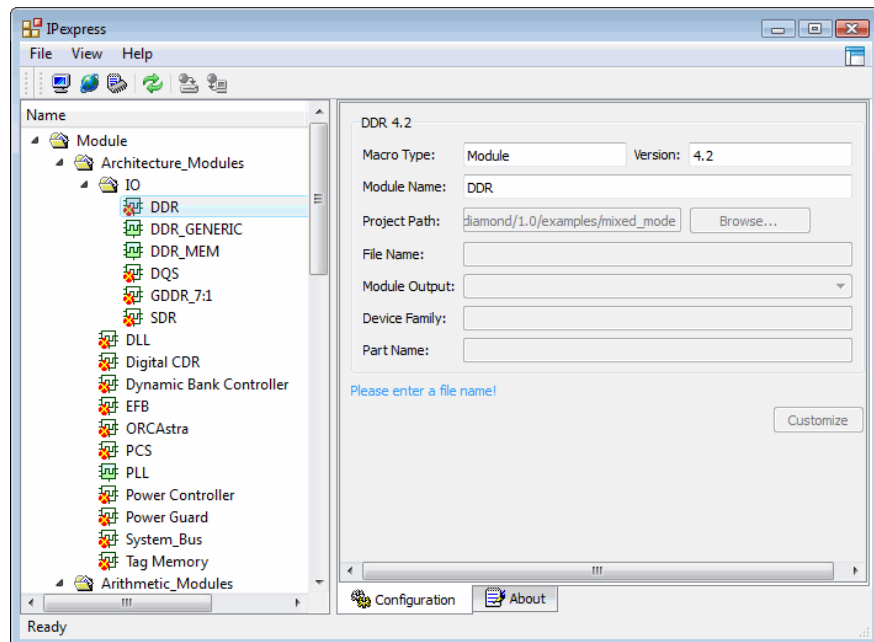 IPexpress
File View Help
Name
Module
Architecture_Modules
IO
DDR
DDR_GENERIC
DDR_MEM
DQS
GDDR_7:1
SDR
DLL
Digital CDR
Dynamic Bank Controller
EFB
ORCAstra
PCS
PLL
Power Controller
Power Guard
System_Bus
Tag Memory
Arithmetic_Modules
DDR 4.2
Macro Type: Module Version: 4.2
Module Name: DDR
Project Path: diamond/1.0/examples/mixed_mode Browse...
File Name:
Module Output:
Device Family:
Part Name:
Please enter a file name!
Customize
Configuration About
Ready